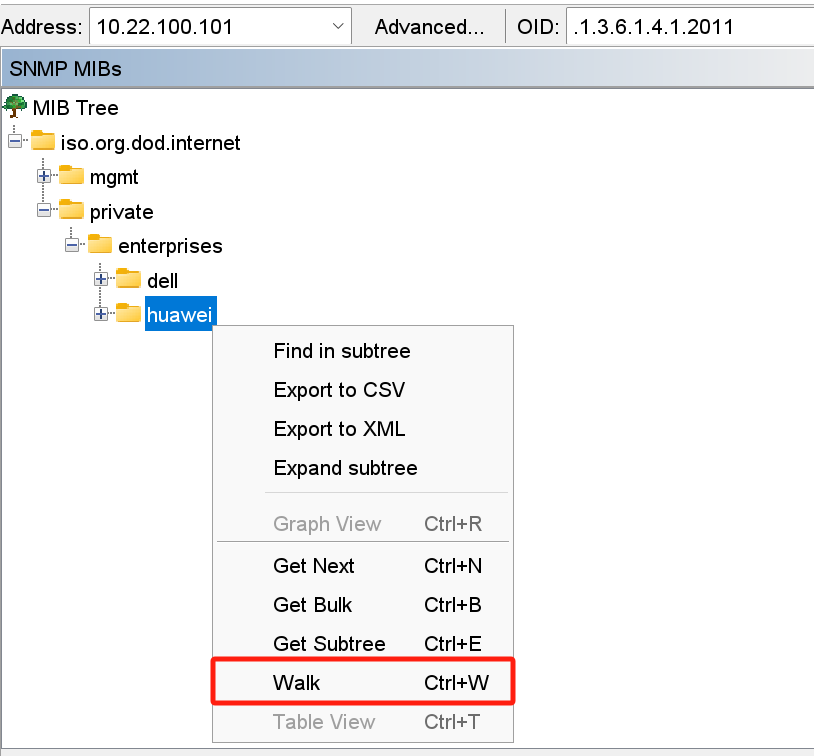 Address: 10.22.100.101 Advanced... OID: .1.3.6.1.4.1.2011
SNMP MIBs
MIB Tree
iso.org.dod.internet
mgmt
private
enterprises
dell
huawei
Find in subtree
Export to CSV
Export to XML
Expand subtree
Graph View Ctrl+R
Get Next Ctrl+N
Get Bulk Ctrl+B
Get Subtree Ctrl+E
Walk Ctrl+W
Table View Ctrl+T